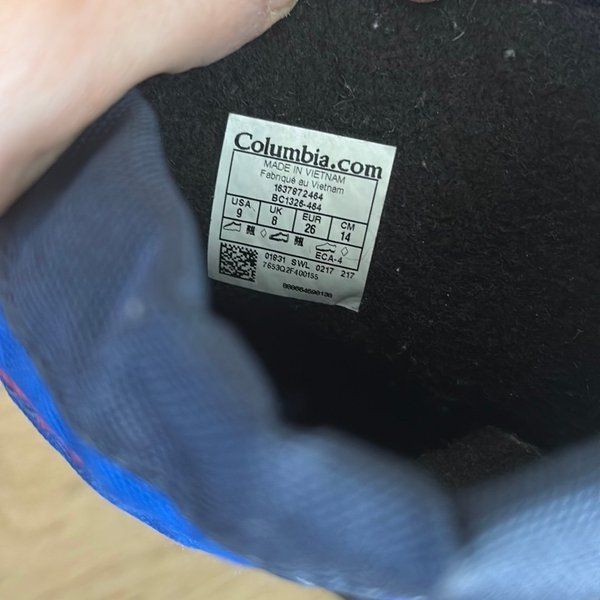 Columbia.com
MADE IN VIETNAM
Fabriqué au Vietnam
1637872464
BC1326-464
USA UK EUR CM
9 8 26 14
ECA-4
01931 SWL 0217 217
7653Q2F400155